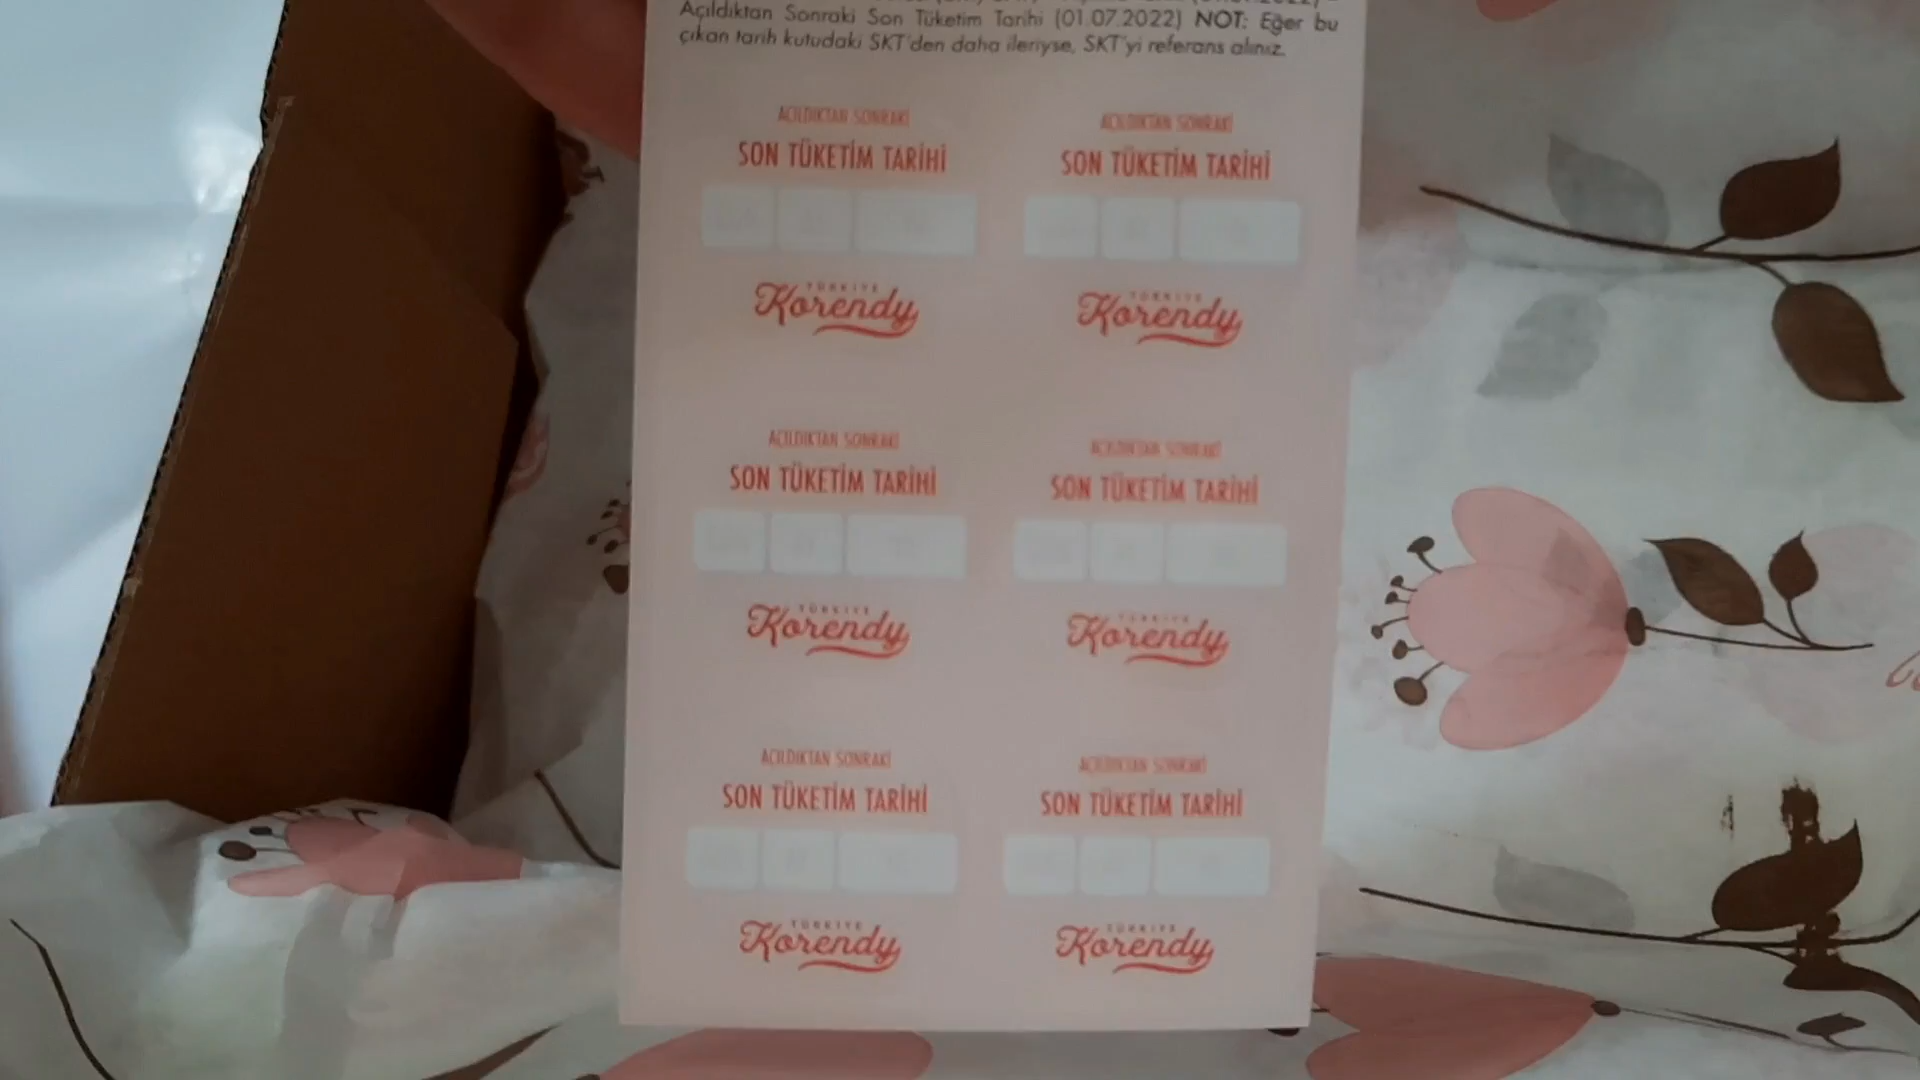 Açıldıktan Sonraki Son Tüketim Tarihi (01.07.2022) NOT: Eğer bu
çıkan tarih kutudaki SKT'den daha ileriyse, SKT'yi referans alınız.
AÇILDIKTAN SONRAKİ
SON TÜKETİM TARİHİ
TÜRKİYE
Korendy
AÇILDIKTAN SONRAKİ
SON TÜKETİM TARİHİ
TÜRKİYE
Korendy
AÇILDIKTAN SONRAKİ
SON TÜKETİM TARİHİ
TÜRKİYE
Korendy
AÇILDIKTAN SONRAKİ
SON TÜKETİM TARİHİ
TÜRKİYE
Korendy
AÇILDIKTAN SONRAKİ
SON TÜKETİM TARİHİ
TÜRKİYE
Korendy
AÇILDIKTAN SONRAKİ
SON TÜKETİM TARİHİ
TÜRKİYE
Korendy